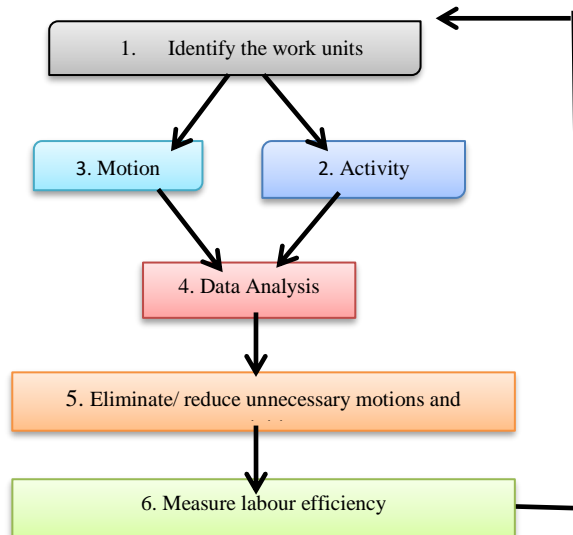 1. Identify the work units
3. Motion
2. Activity
4. Data Analysis
5. Eliminate/ reduce unnecessary motions and
6. Measure labour efficiency